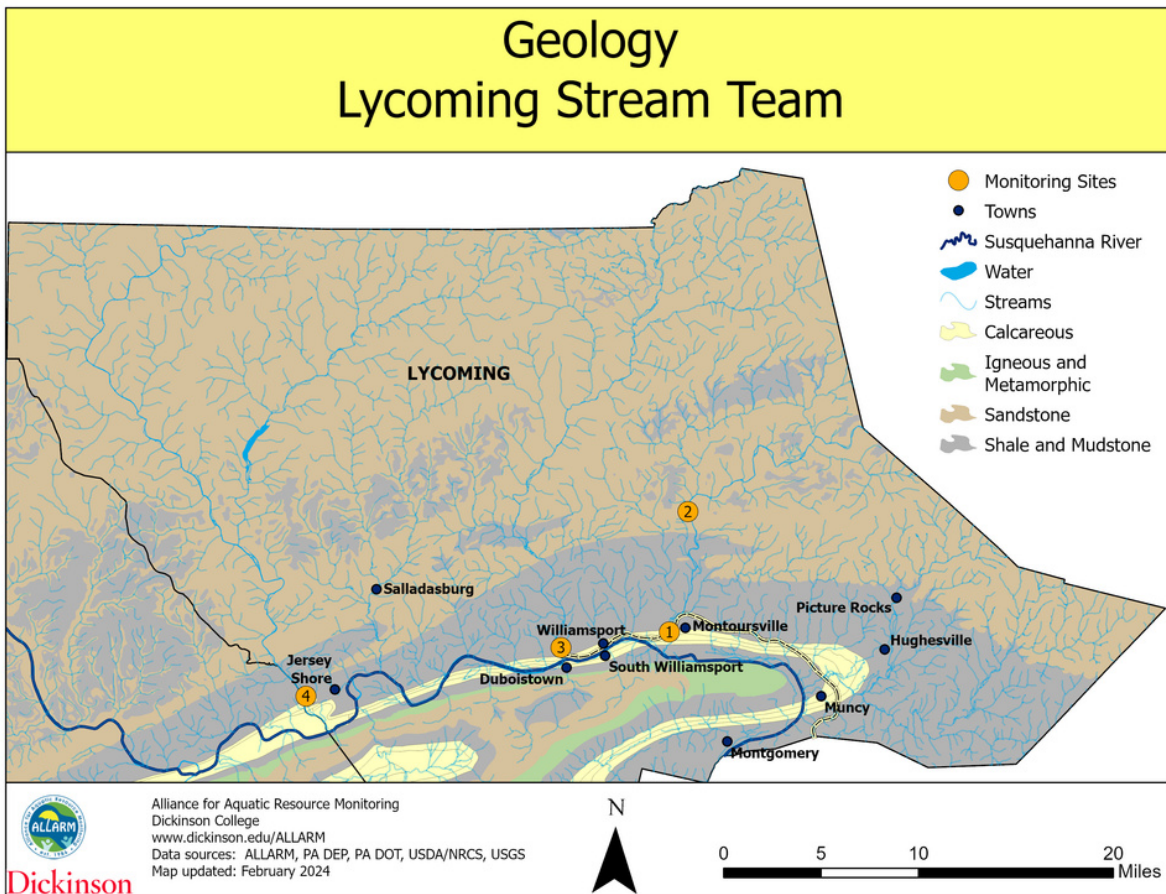 Geology
Lycoming Stream Team
Monitoring Sites
Towns
Susquehanna River
Water
Streams
Calcareous
Igneous and
Metamorphic
Sandstone
Shale and Mudstone
LYCOMING
2
Salladasburg
Picture Rocks
1
Montoursville
Williamsport
3
Hughesville
South Williamsport
Duboistown
Jersey
Shore
4
Muncy
Montgomery
ALLARM
Dickinson
Alliance for Aquatic Resource Monitoring
Dickinson College
www.dickinson.edu/ALLARM
Data sources: ALLARM, PA DEP, PA DOT, USDA/NRCS, USGS
Map updated: February 2024
N
0 5 10 20
Miles